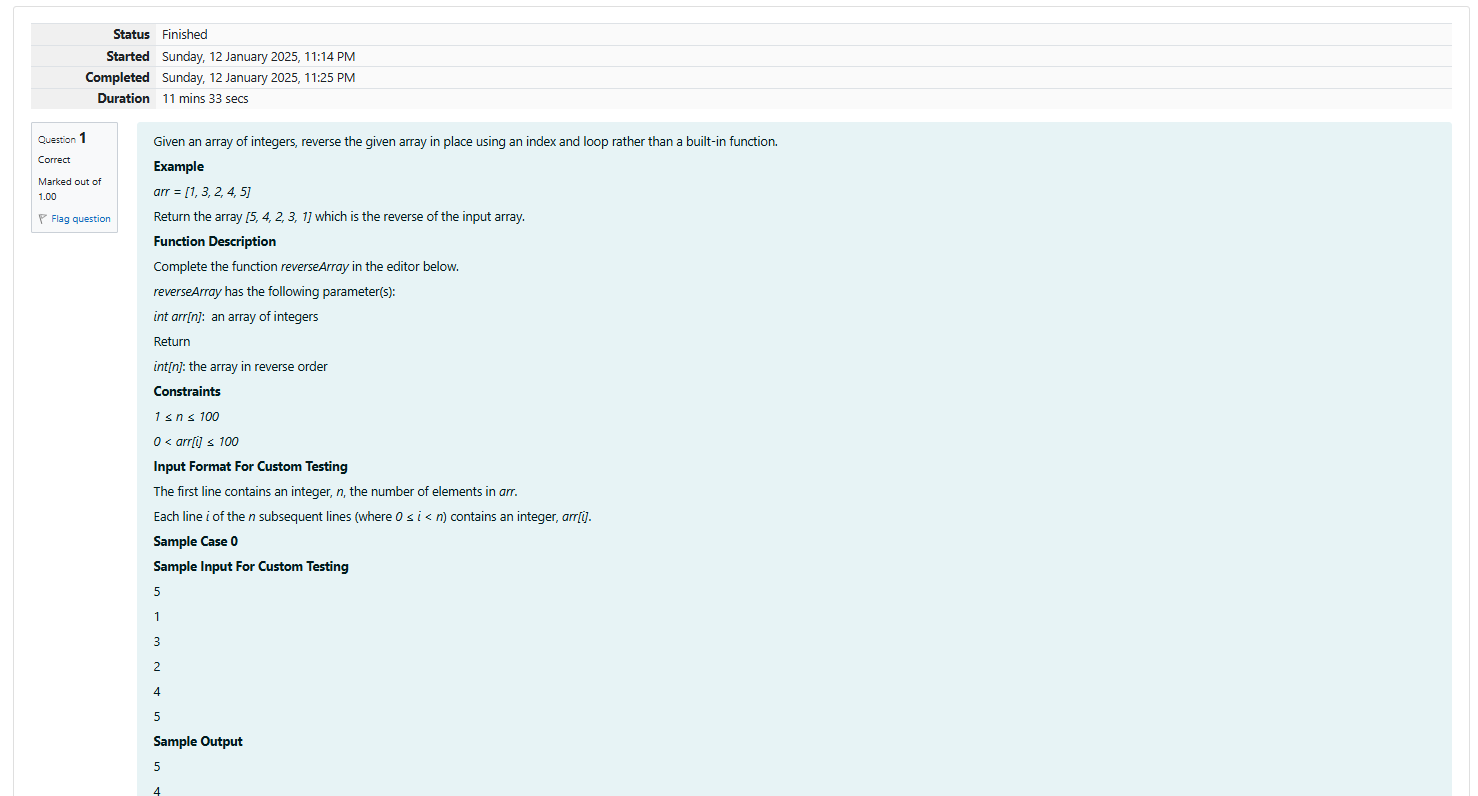 Status Finished
Started Sunday, 12 January 2025, 11:14 PM
Completed Sunday, 12 January 2025, 11:25 PM
Duration 11 mins 33 secs
Question 1
Correct
Marked out of
1.00
Flag question
Given an array of integers, reverse the given array in place using an index and loop rather than a built-in function.
Example
arr = [1, 3, 2, 4, 5]
Return the array [5, 4, 2, 3, 1] which is the reverse of the input array.
Function Description
Complete the function reverseArray in the editor below.
reverseArray has the following parameter(s):
int arr[n]: an array of integers
Return
int[n]: the array in reverse order
Constraints
1 ≤ n ≤ 100
0 < arr[i] ≤ 100
Input Format For Custom Testing
The first line contains an integer, n, the number of elements in arr.
Each line i of the n subsequent lines (where 0 ≤ i < n) contains an integer, arr[i].
Sample Case 0
Sample Input For Custom Testing
5
1
3
2
4
5
Sample Output
5
4